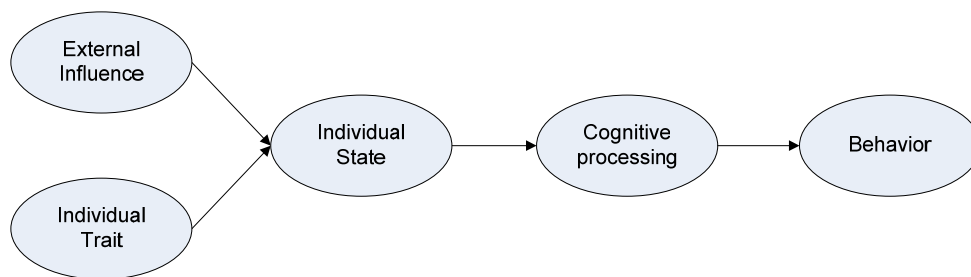 External
Influence
Individual
Trait
Individual
State
Cognitive
processing
Behavior